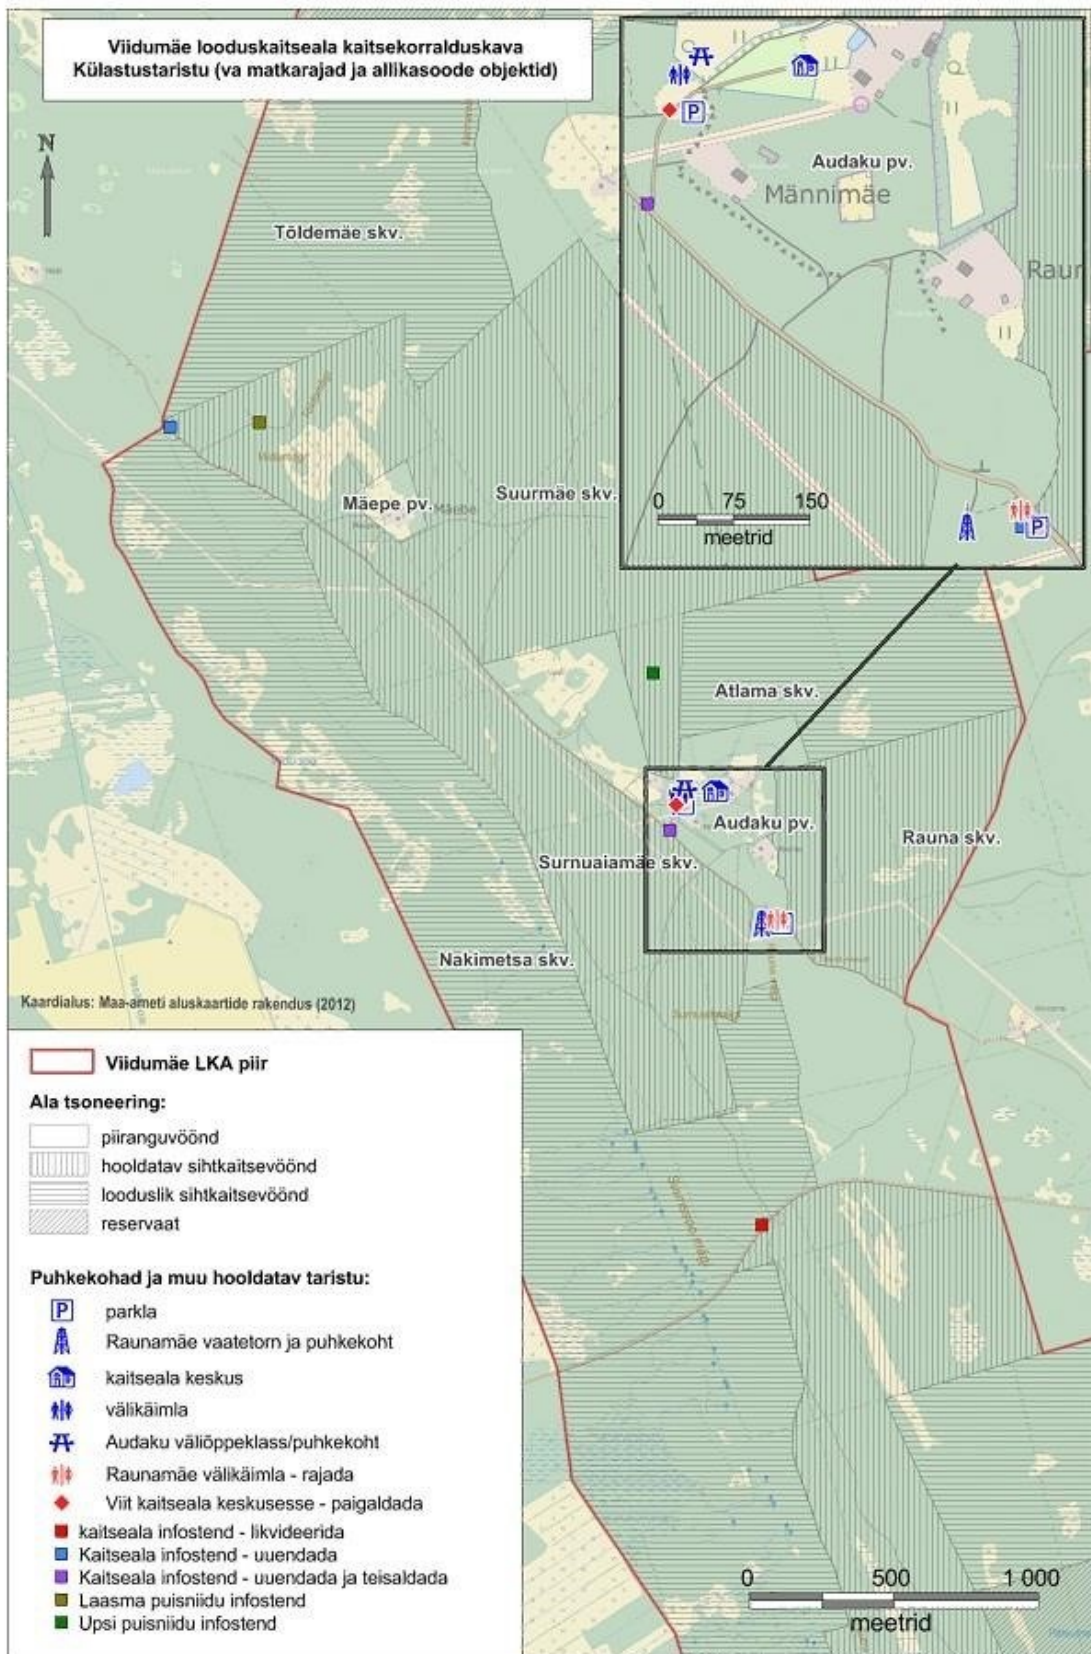 Viidumäe looduskaitseala kaitsekorralduskava
Külastustaristu (va matkarajad ja allikasoode objektid)
N
Audaku pv.
Männimäe
Raun
0 75 150
meetrid
P
P
Tõldemäe skv.
Mäepe pv.
Mäebe
Suurmäe skv.
Atlama skv.
Audaku pv.
Rauna skv.
Surnuaiamäe skv.
Nakimetsa skv.
Kaardialus: Maa-ameti aluskaartide rakendus (2012)
Suurissoo mägi
Viidumäe LKA piir
Ala tsoneering:
piiranguvöönd
hooldatav sihtkaitsevöönd
looduslik sihtkaitsevöönd
reservaat
Puhkekohad ja muu hooldatav taristu:
P parkla
Raunamäe vaatetorn ja puhkekoht
kaitseala keskus
välikäimla
Audaku väliõppeklass/puhkekoht
Raunamäe välikäimla - rajada
Viit kaitseala keskusesse - paigaldada
kaitseala infostend - likvideerida
Kaitseala infostend - uuendada
Kaitseala infostend - uuendada ja teisaldada
Laasma puisniidu infostend
Upsi puisniidu infostend
0 500 1 000
meetrid